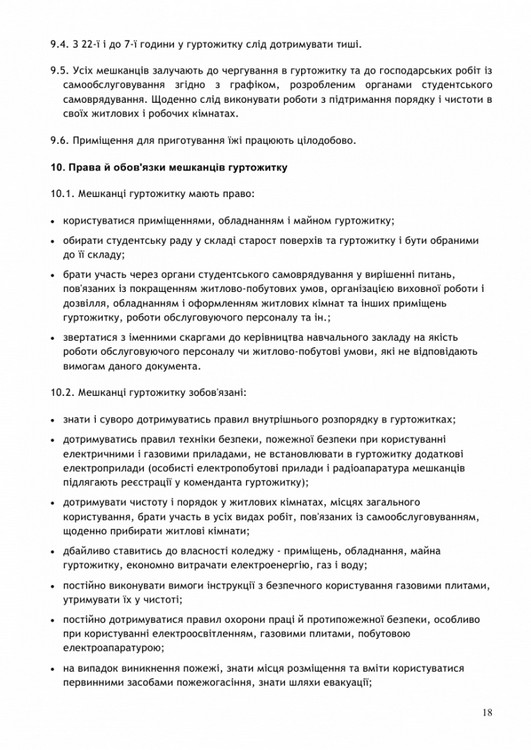 9.4. З 22-ї і до 7-ї години у гуртожитку слід дотримувати тиші.
9.5. Усіх мешканців залучають до чергування в гуртожитку та до господарських робіт із
самообслуговування згідно з графіком, розробленим органами студентського
самоврядування. Щоденно слід виконувати роботи з підтримання порядку і чистоти в
своїх житлових і робочих кімнатах.
9.6. Приміщення для приготування їжі працюють цілодобово.
10. Права й обов'язки мешканців гуртожитку
10.1. Мешканці гуртожитку мають право:
• користуватися приміщеннями, обладнанням і майном гуртожитку;
• обирати студентську раду у складі старост поверхів та гуртожитку і бути обраними
до її складу;
• брати участь через органи студентського самоврядування у вирішенні питань,
пов'язаних із покращенням житлово-побутових умов, організацією виховної роботи і
дозвілля, обладнанням і оформленням житлових кімнат та інших приміщень
гуртожитку, роботи обслуговуючого персоналу та ін.;
• звертатися з іменними скаргами до керівництва навчального закладу на якість
роботи обслуговуючого персоналу чи житлово-побутові умови, які не відповідають
вимогам даного документа.
10.2. Мешканці гуртожитку зобов'язані:
• знати і суворо дотримуватись правил внутрішнього розпорядку в гуртожитках;
• дотримуватись правил техніки безпеки, пожежної безпеки при користуванні
електричними і газовими приладами, не встановлювати в гуртожитку додаткові
електроприлади (особисті електропобутові прилади і радіоапаратура мешканців
підлягають реєстрації у коменданта гуртожитку);
• дотримувати чистоту і порядок у житлових кімнатах, місцях загального
користування, брати участь в усіх видах робіт, пов'язаних із самообслуговуванням,
щоденно прибирати житлові кімнати;
• дбайливо ставитись до власності коледжу - приміщень, обладнання, майна
гуртожитку, економно витрачати електроенергію, газ і воду;
• постійно виконувати вимоги інструкції з безпечного користування газовими плитами,
утримувати їх у чистоті;
• постійно дотримуватися правил охорони праці й протипожежної безпеки, особливо
при користуванні електроосвітленням, газовими плитами, побутовою
електроапаратурою;
• на випадок виникнення пожежі, знати місця розміщення та вміти користуватися
первинними засобами пожежогасіння, знати шляхи евакуації;
18